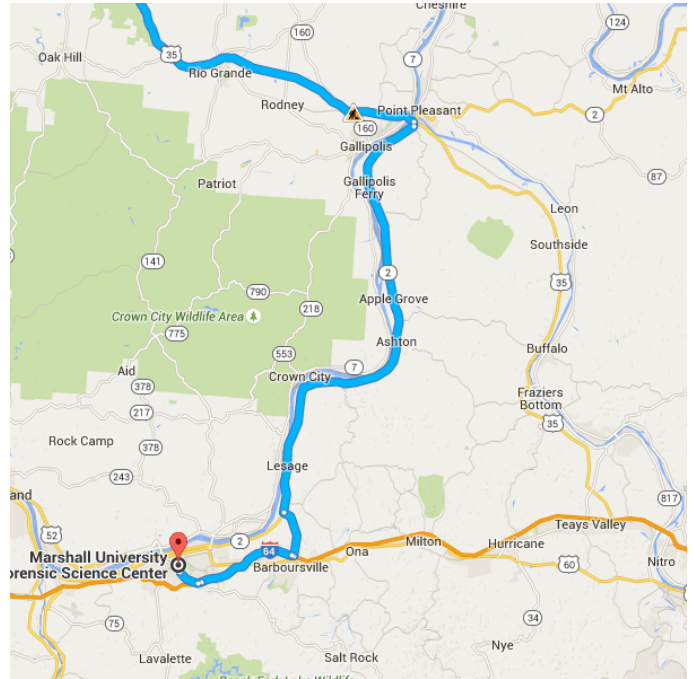 Cheshire
124
7
160
35
Oak Hill
Rio Grande
Mt Alto
Rodney
Point Pleasant
2
160
Gallipolis
87
Patriot
Gallipolis
Ferry
Leon
Southside
141
2
35
790
Apple Grove
218
Crown City Wildlife Area
775
Ashton
553
7
Buffalo
Aid
Crown City
378
Fraziers
Bottom
217
35
Rock Camp
378
Lesage
243
817
Teays Valley
52
2
64
Milton
Hurricane
Marshall University
Ona
Forensic Science Center
Barboursville
60
Nitro
34
75
Nye
Lavalette
Salt Rock